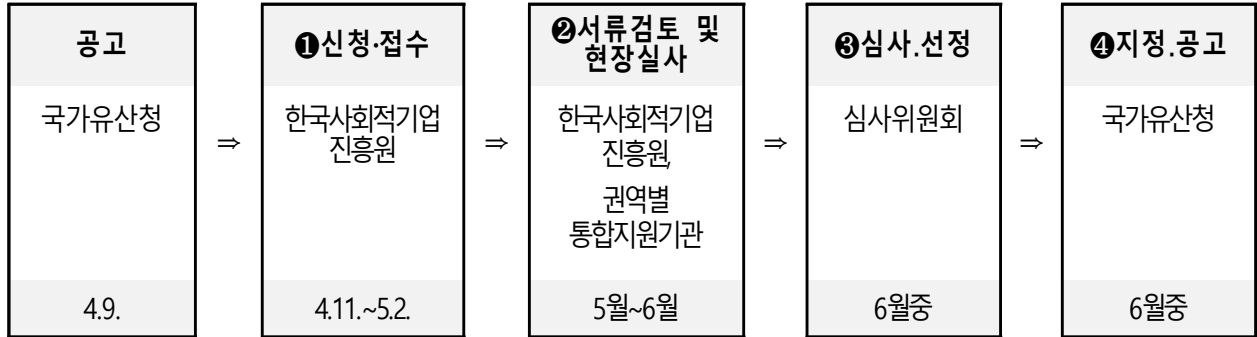 공고
국가유산청
4.9.
⇒
❶신청·접수
한국사회적기업
진흥원
4.11.~5.2.
⇒
❷서류검토 및
현장실사
한국사회적기업
진흥원,
권역별
통합지원기관
5월~6월
⇒
❸심사.선정
심사위원회
6월중
⇒
❹지정.공고
국가유산청
6월중